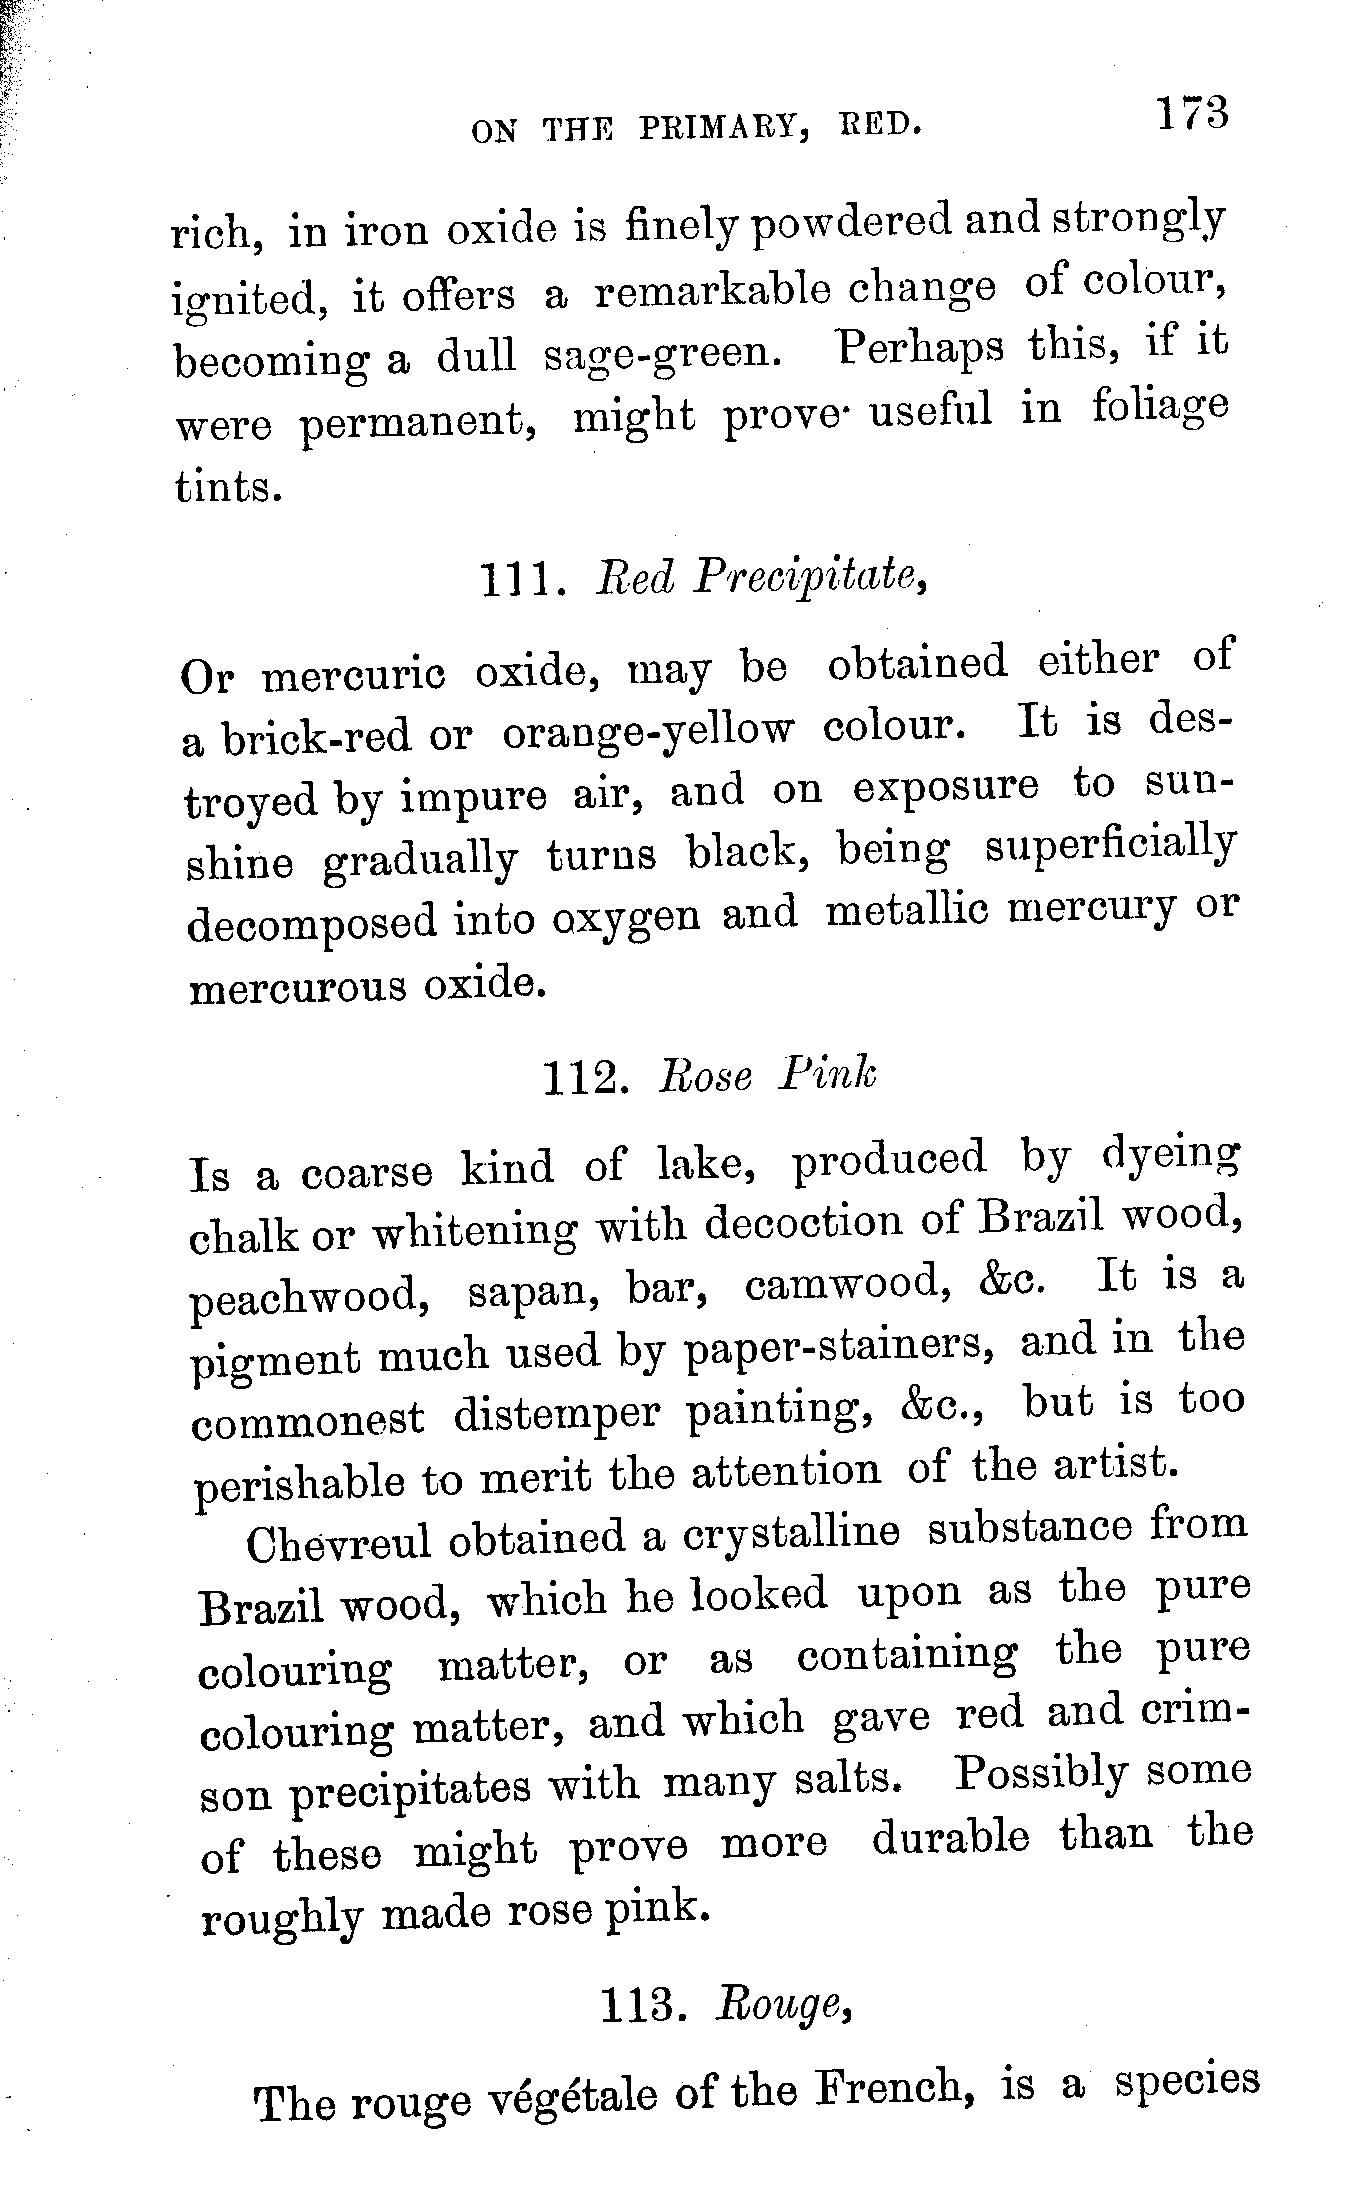 ON THE PRIMARY, RED. 173
rich, in iron oxide is finely powdered and strongly
ignited, it offers a remarkable change of colour,
becoming a dull sage-green. Perhaps this, if it
were permanent, might prove useful in foliage
tints.
111. Red Precipitate,
Or mercuric oxide, may be obtained either of
a brick-red or orange-yellow colour. It is des-
troyed by impure air, and on exposure to sun-
shine gradually turns black, being superficially
decomposed into oxygen and metallic mercury or
mercurous oxide.
112. Rose Pink
Is a coarse kind of lake, produced by dyeing
chalk or whitening with decoction of Brazil wood,
peachwood, sapan, bar, camwood, &c. It is a
pigment much used by paper-stainers, and in the
commonest distemper painting, &c., but is too
perishable to merit the attention of the artist.
Chevreul obtained a crystalline substance from
Brazil wood, which he looked upon as the pure
colouring matter, or as containing the pure
colouring matter, and which gave red and crim-
son precipitates with many salts. Possibly some
of these might prove more durable than the
roughly made rose pink.
113. Rouge,
The rouge végétale of the French, is a species